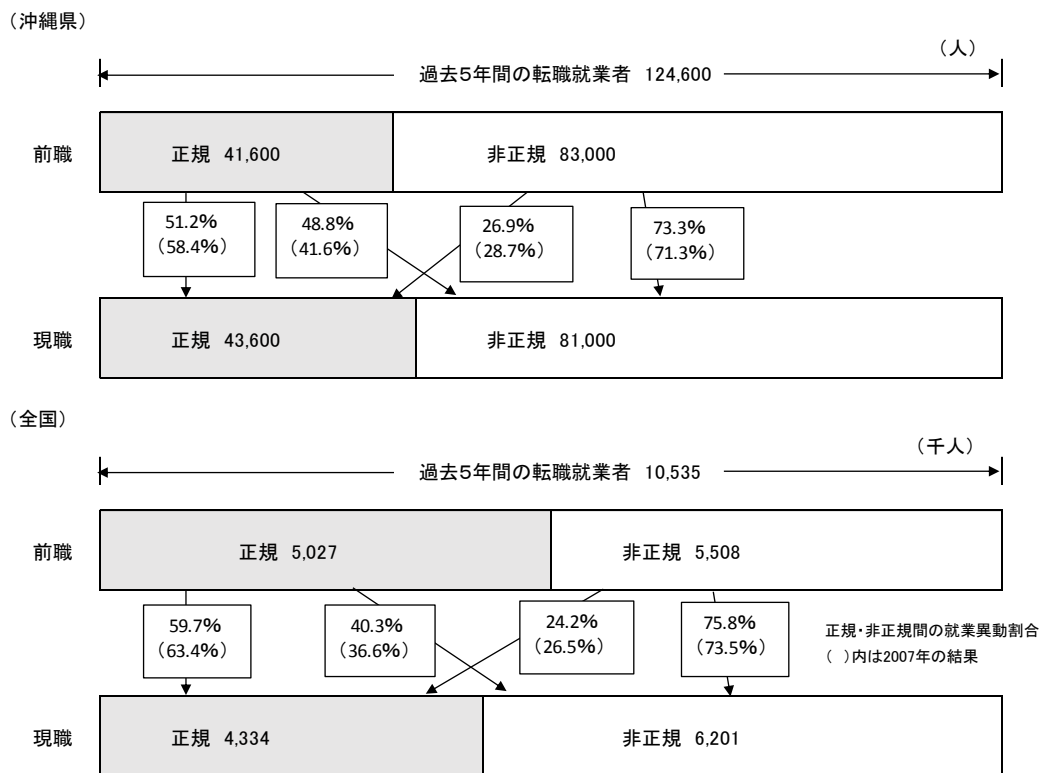 （沖縄県）
（人）
過去5年間の転職就業者 124,600
前職
正規 41,600
非正規 83,000
51.2%
（58.4%）
48.8%
（41.6%）
26.9%
（28.7%）
73.3%
（71.3%）
現職
正規 43,600
非正規 81,000
（全国）
（千人）
過去5年間の転職就業者 10,535
前職
正規 5,027
非正規 5,508
59.7%
（63.4%）
40.3%
（36.6%）
24.2%
（26.5%）
75.8%
（73.5%）
正規・非正規間の就業異動割合
（ ）内は2007年の結果
現職
正規 4,334
非正規 6,201